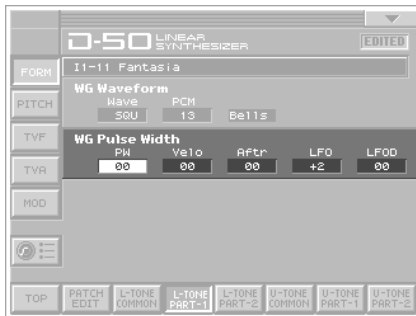 D-50 LINEAR
SYNTHESIZER
EDITED
FORM
I1-11 Fantasia
PITCH
WG Waveform
Wave PCM
SQU 13 Bells
TVF
WG Pulse Width
PW Velo Aftr LFO LFOD
00 00 00 +2 00
TVA
MOD
TOP
PATCH EDIT
L-TONE COMMON
L-TONE PART-1
L-TONE PART-2
U-TONE COMMON
U-TONE PART-1
U-TONE PART-2